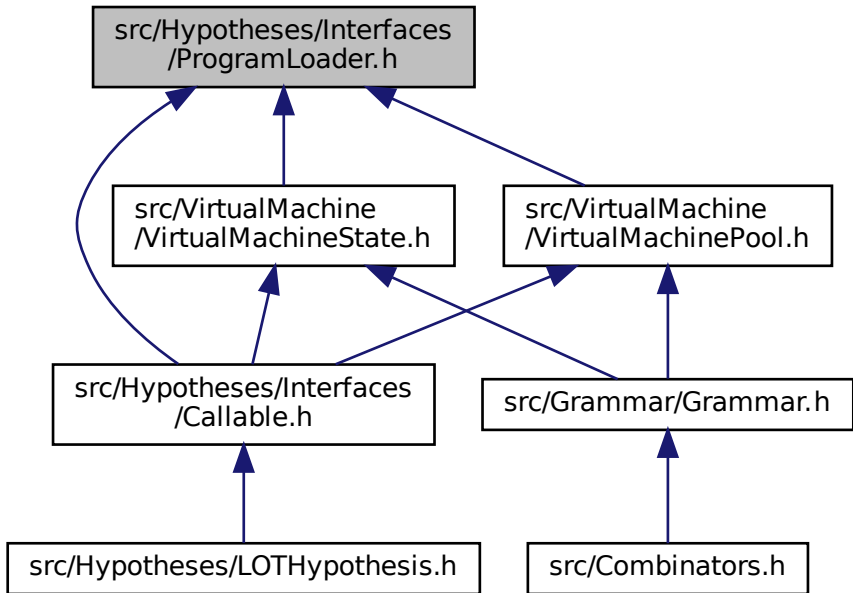 src/Hypotheses/Interfaces
/ProgramLoader.h
src/VirtualMachine
/VirtualMachineState.h
src/VirtualMachine
/VirtualMachinePool.h
src/Hypotheses/Interfaces
/Callable.h
src/Grammar/Grammar.h
src/Hypotheses/LOTHypothesis.h
src/Combinators.h